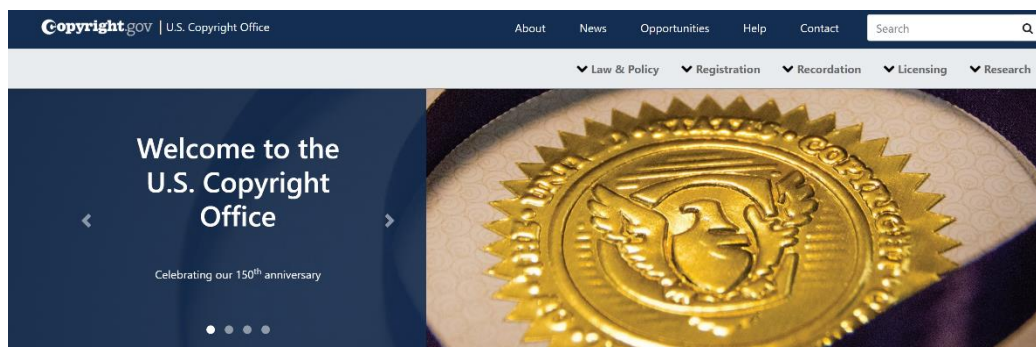 Copyright.gov | U.S. Copyright Office
About News Opportunities Help Contact Search
Law & Policy Registration Recordation Licensing Research
Welcome to the
U.S. Copyright
Office
Celebrating our 150th anniversary
COPYRIGHT